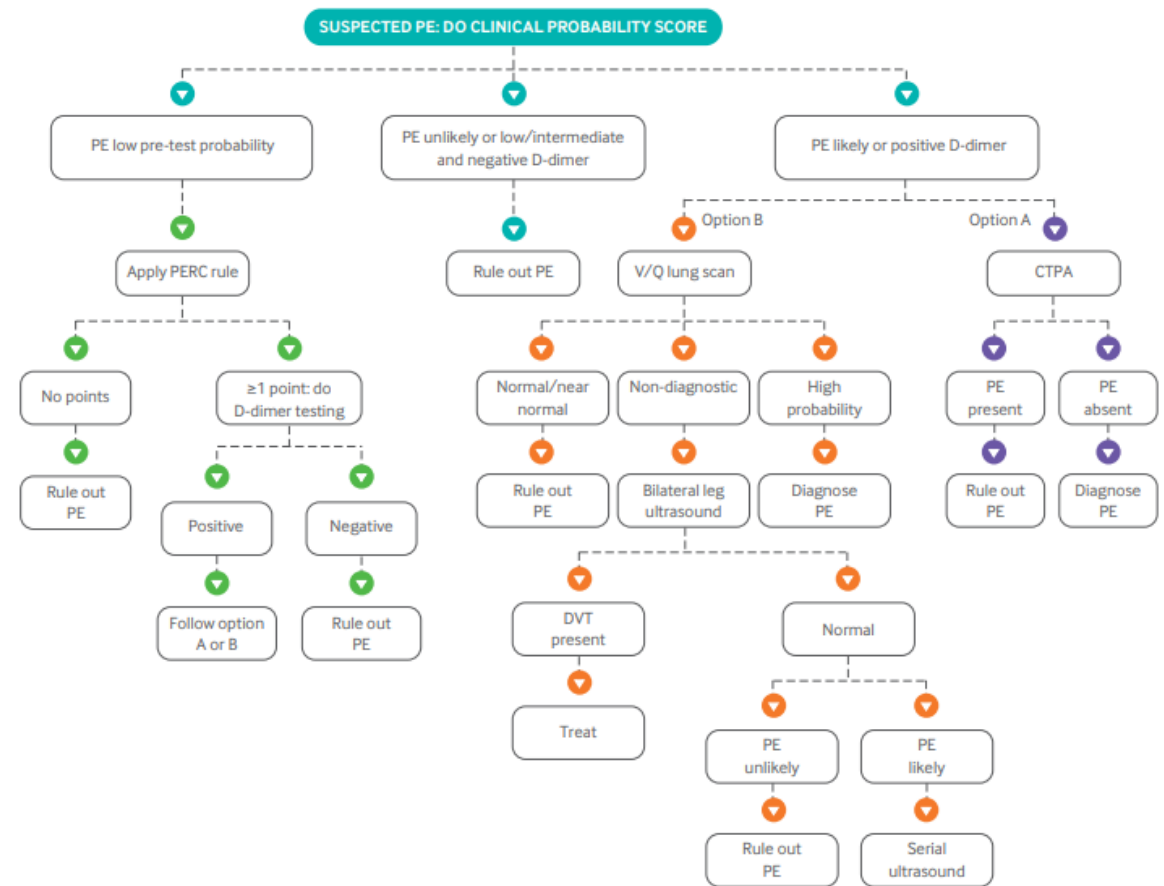 SUSPECTED PE: DO CLINICAL PROBABILITY SCORE
PE low pre-test probability
PE unlikely or low/intermediate
and negative D-dimer
PE likely or positive D-dimer
Option B
Option A
Apply PERC rule
Rule out PE
V/Q lung scan
CTPA
No points
≥1 point: do
D-dimer testing
Normal/near
normal
Non-diagnostic
High
probability
PE
present
PE
absent
Rule out
PE
Positive
Negative
Rule out
PE
Bilateral leg
ultrasound
Diagnose
PE
Rule out
PE
Diagnose
PE
Follow option
A or B
Rule out
PE
DVT
present
Normal
Treat
PE
unlikely
PE
likely
Rule out
PE
Serial
ultrasound